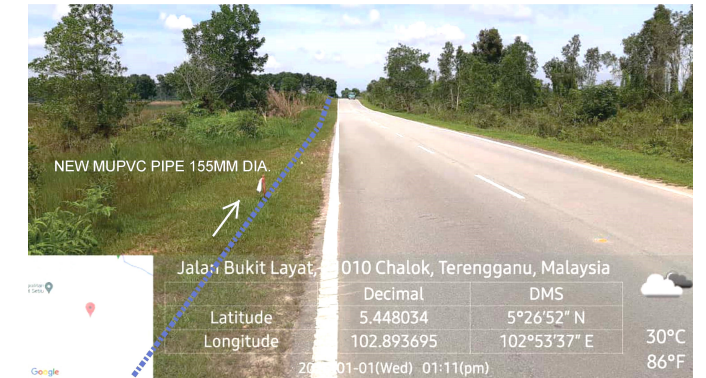 NEW MUPVC PIPE 155MM DIA.
Jalan Bukit Layat, 1010 Chalok, Terengganu, Malaysia
Decimal DMS
Latitude 5.448034 5°26'52" N
Longitude 102.893695 102°53'37" E
30°C
86°F
01-01(Wed) 01:11(pm)
Google